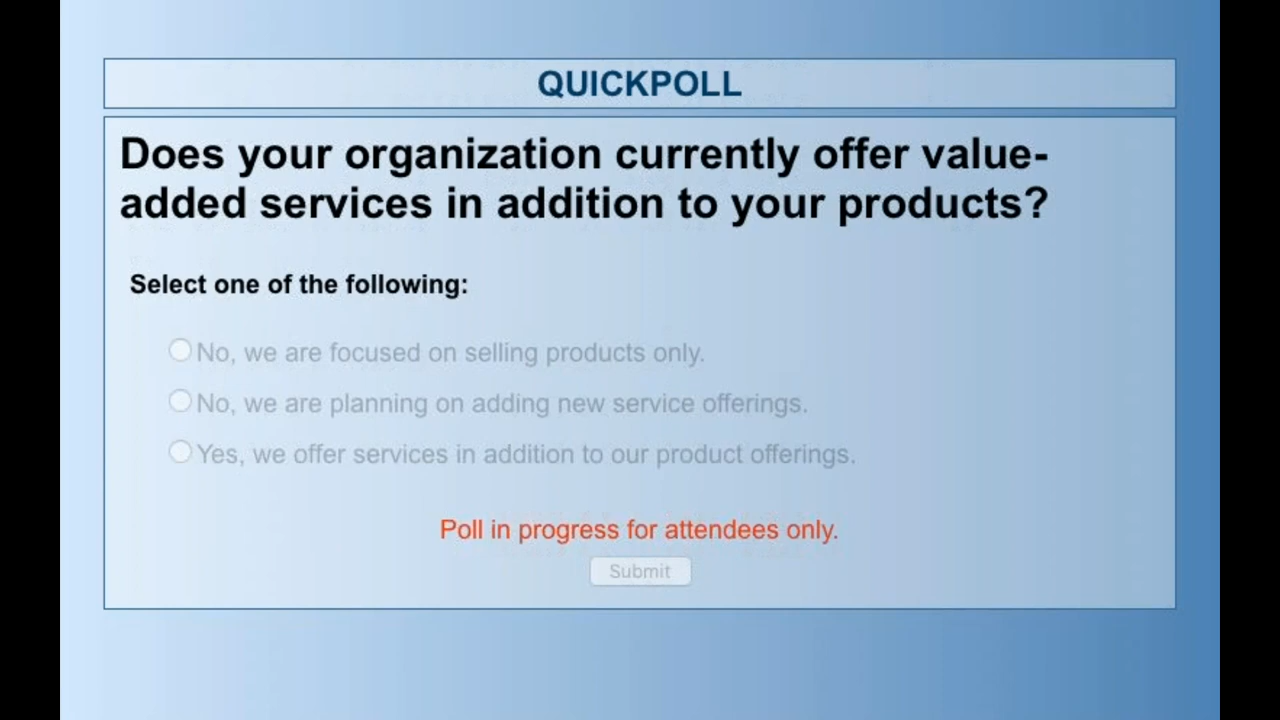 QUICKPOLL
Does your organization currently offer value-
added services in addition to your products?
Select one of the following:
No, we are focused on selling products only.
No, we are planning on adding new service offerings.
Yes, we offer services in addition to our product offerings.
Poll in progress for attendees only.
Submit